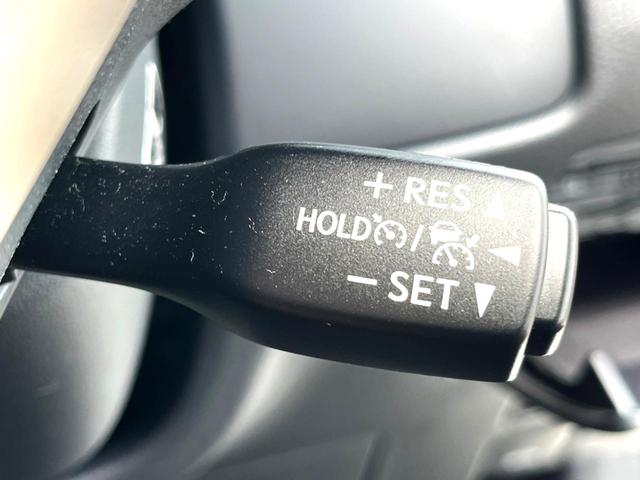 + RES
HOLD /
− SET